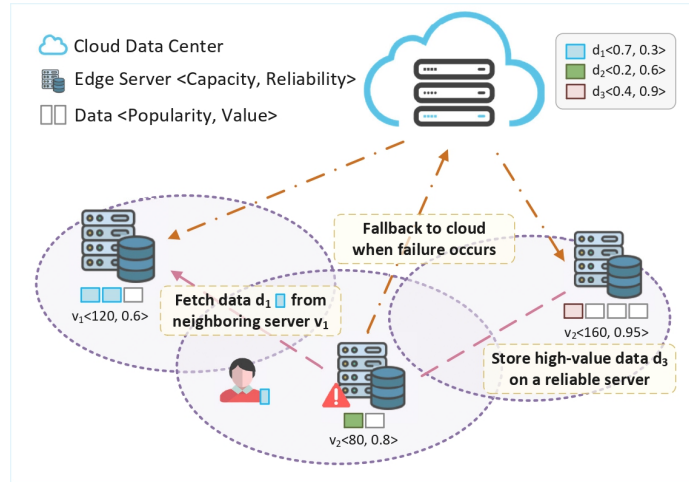 Cloud Data Center
Edge Server <Capacity, Reliability>
Data <Popularity, Value>
d₁<0.7, 0.3>
d₂<0.2, 0.6>
d₃<0.4, 0.9>
Fallback to cloud
when failure occurs
Fetch data d₁ from
neighboring server v₁
v₁<120, 0.6>
v₂<160, 0.95>
Store high-value data d₃
on a reliable server
v₂<80, 0.8>